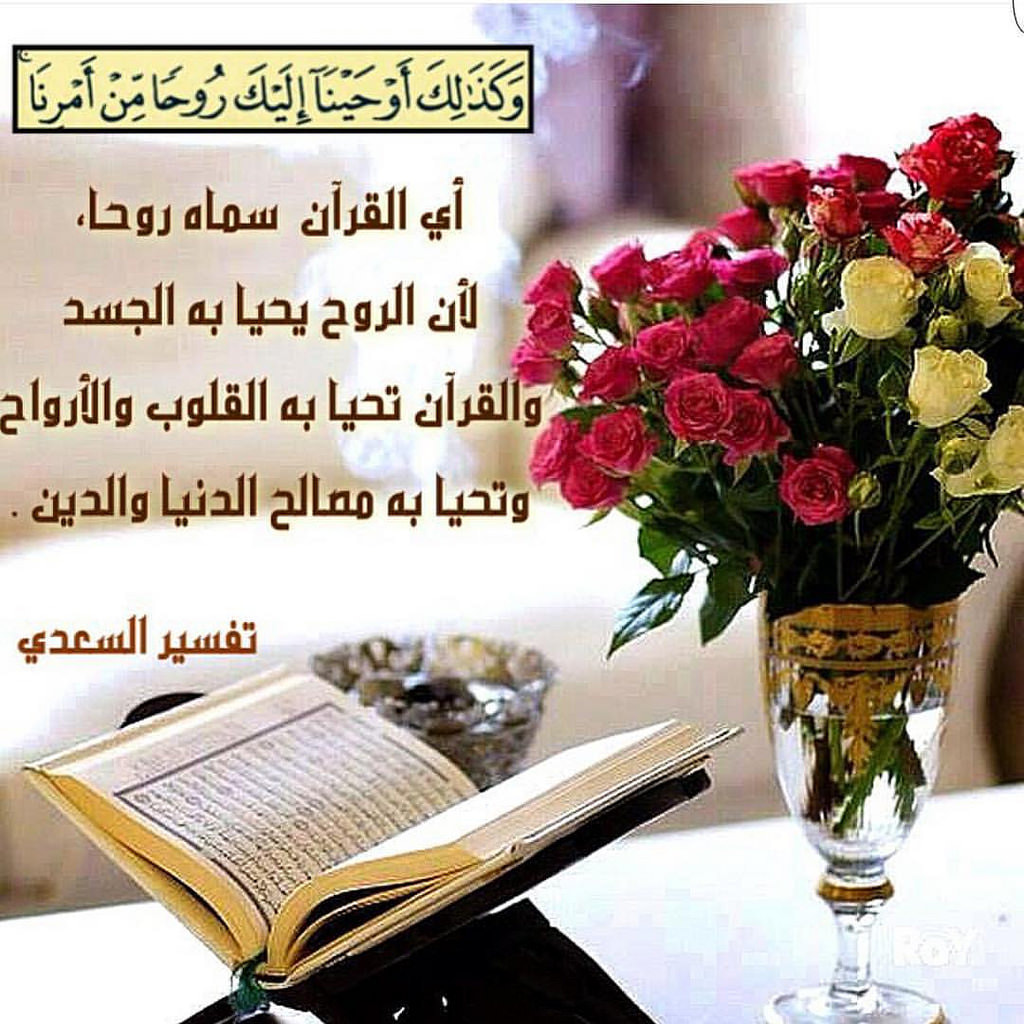 وَكَذَٰلِكَ أَوْحَيْنَآ إِلَيْكَ رُوحًا مِّنْ أَمْرِنَا ۚ
أي القرآن سماه روحا،
لأن الروح يحيا به الجسد
والقرآن تحيا به القلوب والأرواح
وتحيا به مصالح الدنيا والدين .
تفسير السعدي
RaY